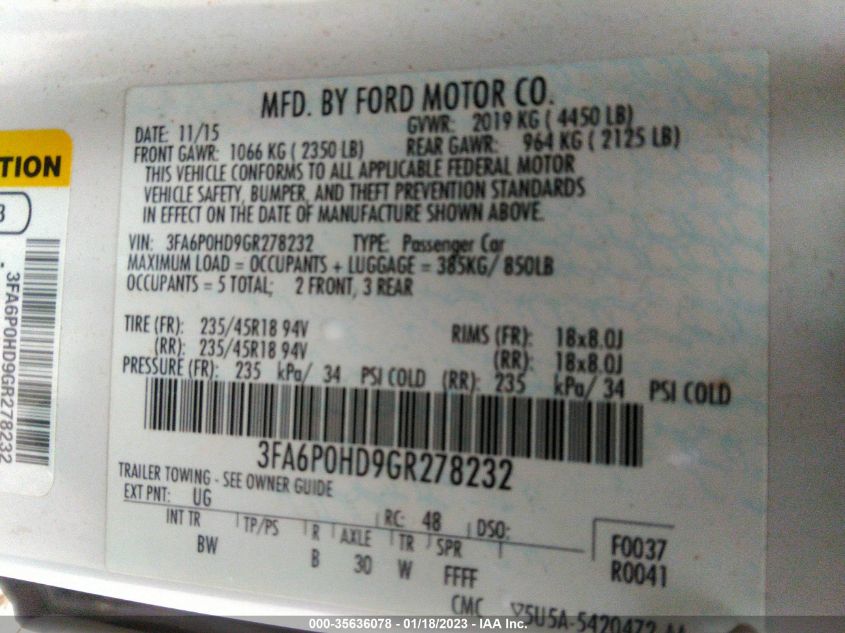 MFD. BY FORD MOTOR CO.
DATE: 11/15 GVWR: 2019 KG ( 4450 LB)
FRONT GAWR: 1066 KG ( 2350 LB) REAR GAWR: 964 KG ( 2125 LB)
THIS VEHICLE CONFORMS TO ALL APPLICABLE FEDERAL MOTOR
VEHICLE SAFETY, BUMPER, AND THEFT PREVENTION STANDARDS
IN EFFECT ON THE DATE OF MANUFACTURE SHOWN ABOVE.
VIN: 3FA6P0HD9GR278232 TYPE: Passenger Car
MAXIMUM LOAD = OCCUPANTS + LUGGAGE = 385KG/ 850LB
OCCUPANTS = 5 TOTAL; 2 FRONT, 3 REAR
TIRE (FR): 235/45R18 94V RIMS (FR): 18x8.0J
(RR): 235/45R18 94V (RR): 18x8.0J
PRESSURE (FR): 235 kPa/ 34 PSI COLD (RR): 235 kPa/ 34 PSI COLD
3FA6P0HD9GR278232
TRAILER TOWING - SEE OWNER GUIDE
EXT PNT: UG RC: 48 DSO:
INT TR TP/PS R AXLE TR SPR
BW B 30 W FFFF
F0037
R0041
CMC
TION
3FA6P0HD9GR278232
000-35636078 - 01/18/2023 - IAA Inc.